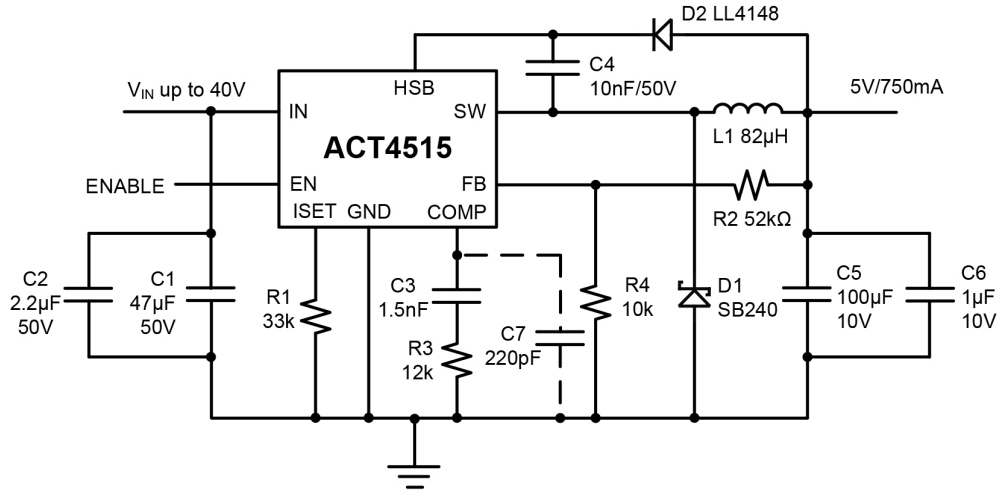 D2 LL4148
C4
10nF/50V
V_IN up to 40V
5V/750mA
HSB
IN
SW
L1 82μH
ACT4515
ENABLE
EN
FB
ISET
GND
COMP
R2 52kΩ
C2
2.2μF
50V
C1
47μF
50V
R1
33k
C3
1.5nF
R3
12k
C7
220pF
R4
10k
D1
SB240
C5
100μF
10V
C6
1μF
10V